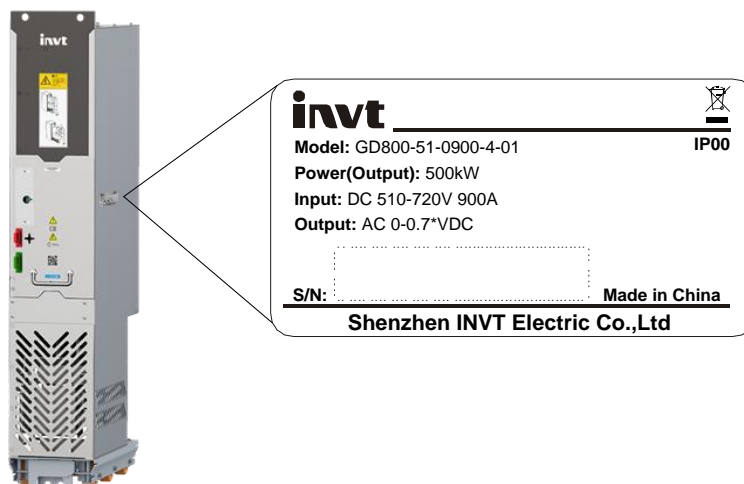 invt
+
invt
Model: GD800-51-0900-4-01
IP00
Power(Output): 500kW
Input: DC 510-720V 900A
Output: AC 0-0.7*VDC
S/N:
Made in China
Shenzhen INVT Electric Co.,Ltd